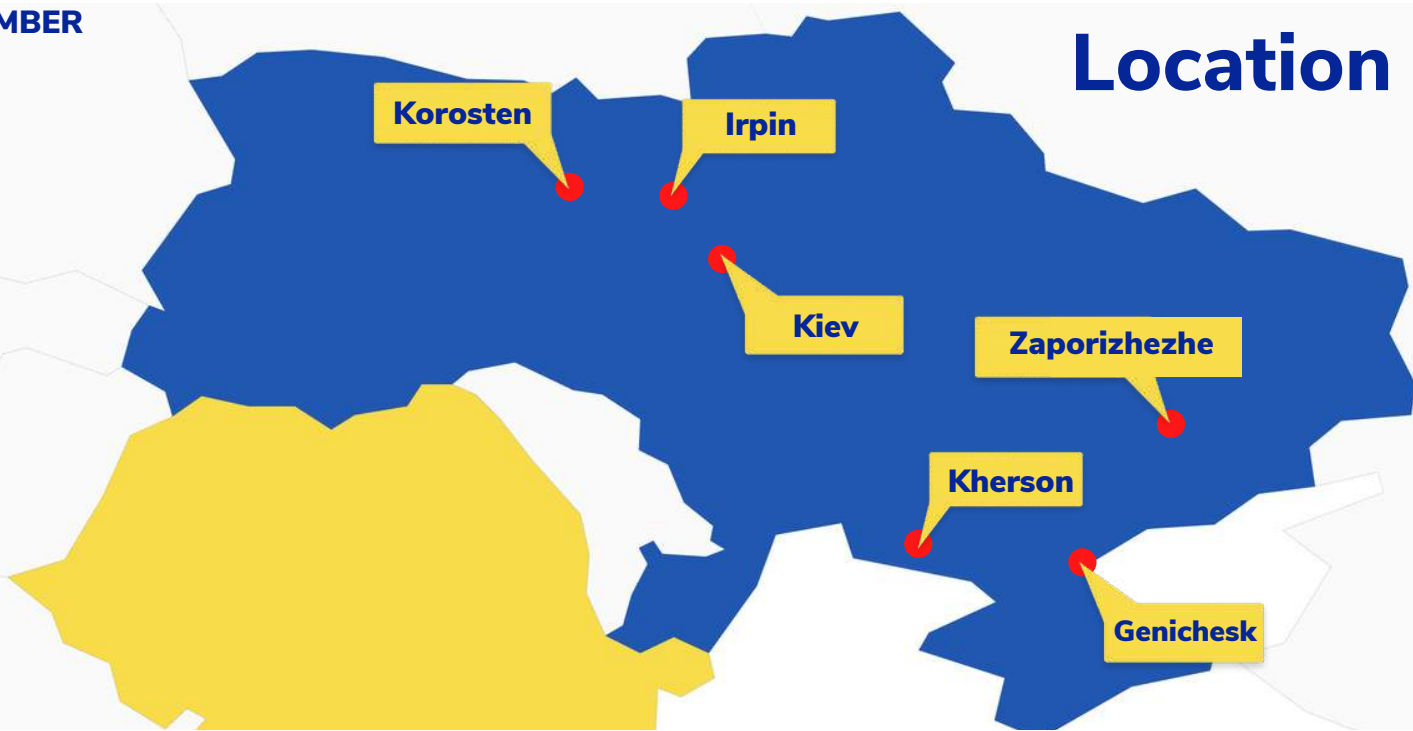 MBER
Location
Korosten
Irpin
Kiev
Zaporizhezhe
Kherson
Genichesk